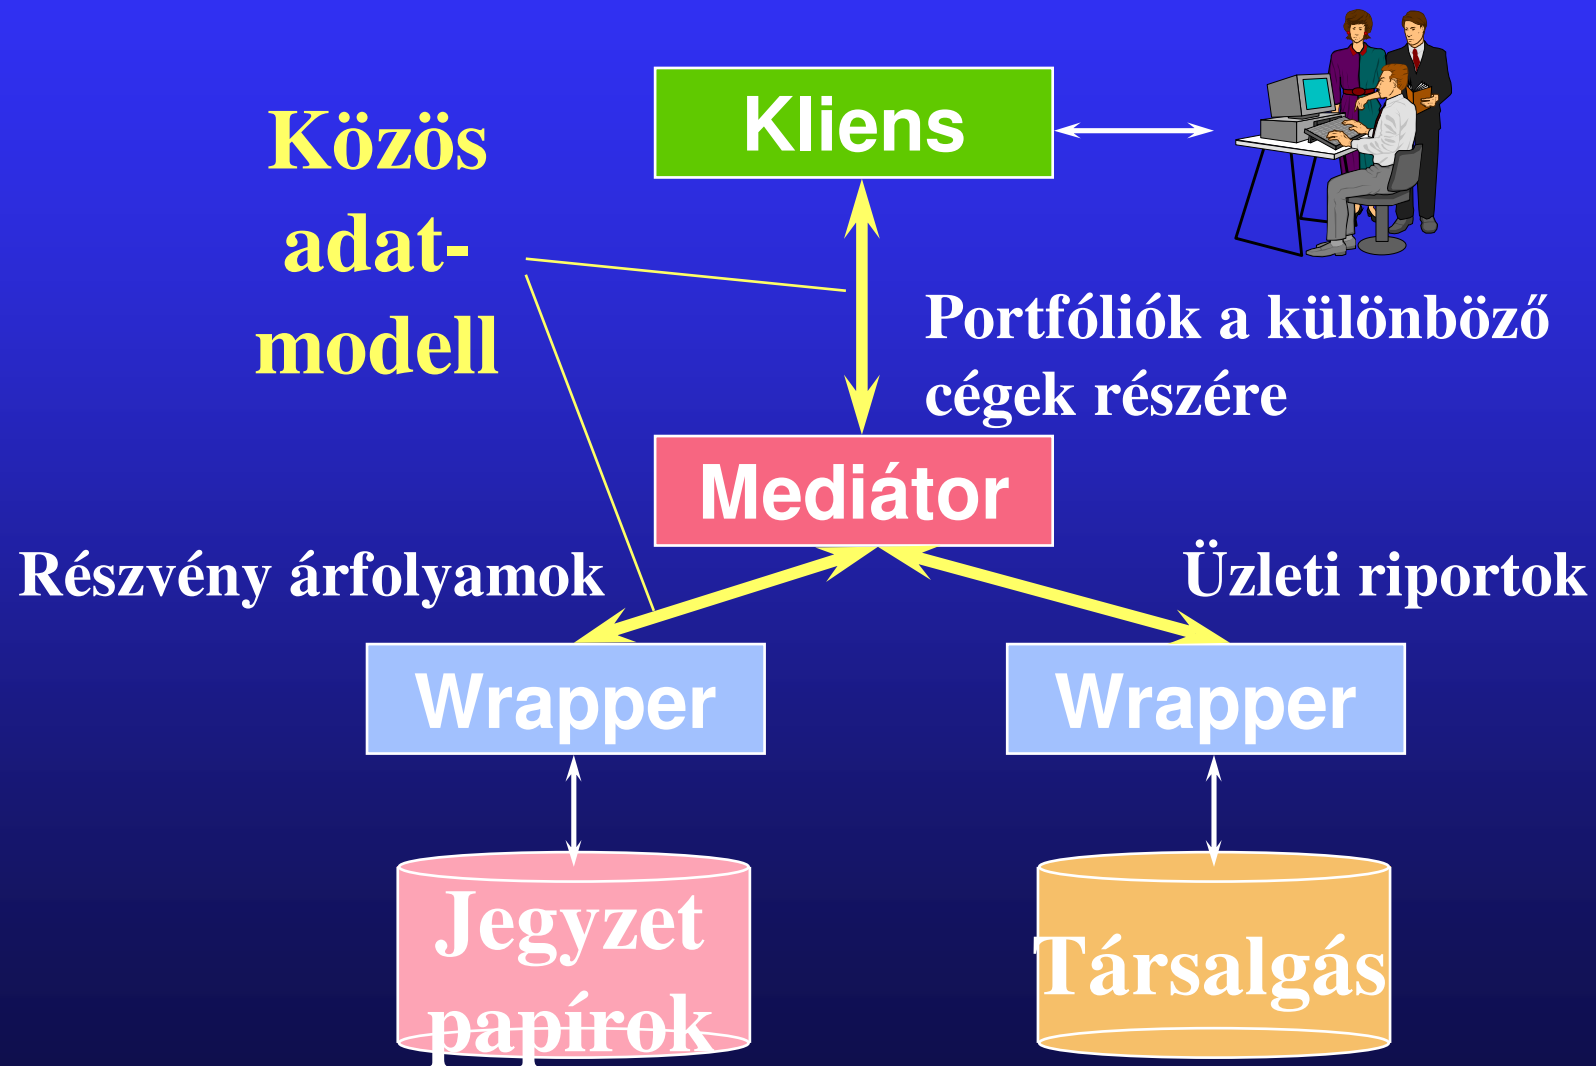 Kliens
Közös
adat-
modell
Portfóliók a különböző
cégek részére
Mediátor
Részvény árfolyamok
Üzleti riportok
Wrapper
Wrapper
Jegyzet
papírok
Társalgás